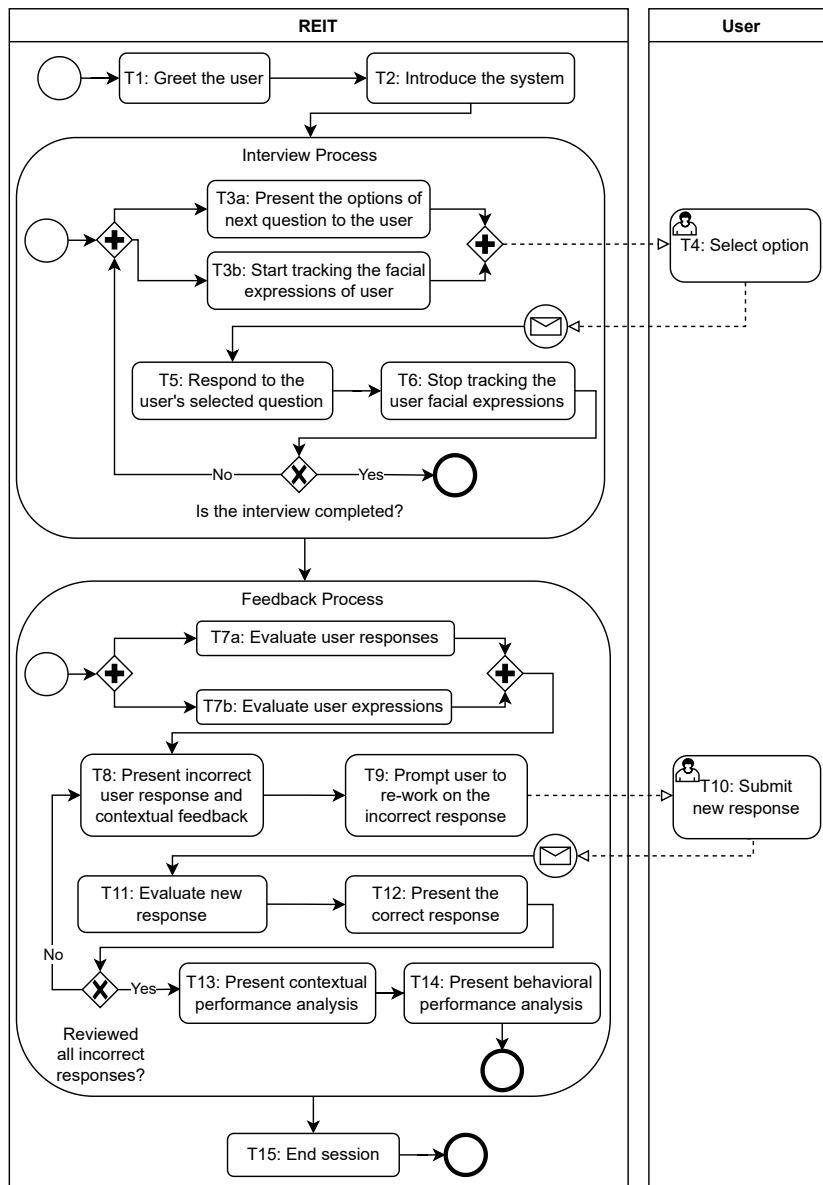 REIT
User
T1: Greet the user
T2: Introduce the system
Interview Process
T3a: Present the options of
next question to the user
T3b: Start tracking the facial
expressions of user
T4: Select option
T5: Respond to the
user's selected question
T6: Stop tracking the
user facial expressions
No
Yes
Is the interview completed?
Feedback Process
T7a: Evaluate user responses
T7b: Evaluate user expressions
T8: Present incorrect
user response and
contextual feedback
T9: Prompt user to
re-work on the
incorrect response
T10: Submit
new response
T11: Evaluate new
response
T12: Present the
correct response
No
Yes
T13: Present contextual
performance analysis
T14: Present behavioral
performance analysis
Reviewed
all incorrect
responses?
T15: End session